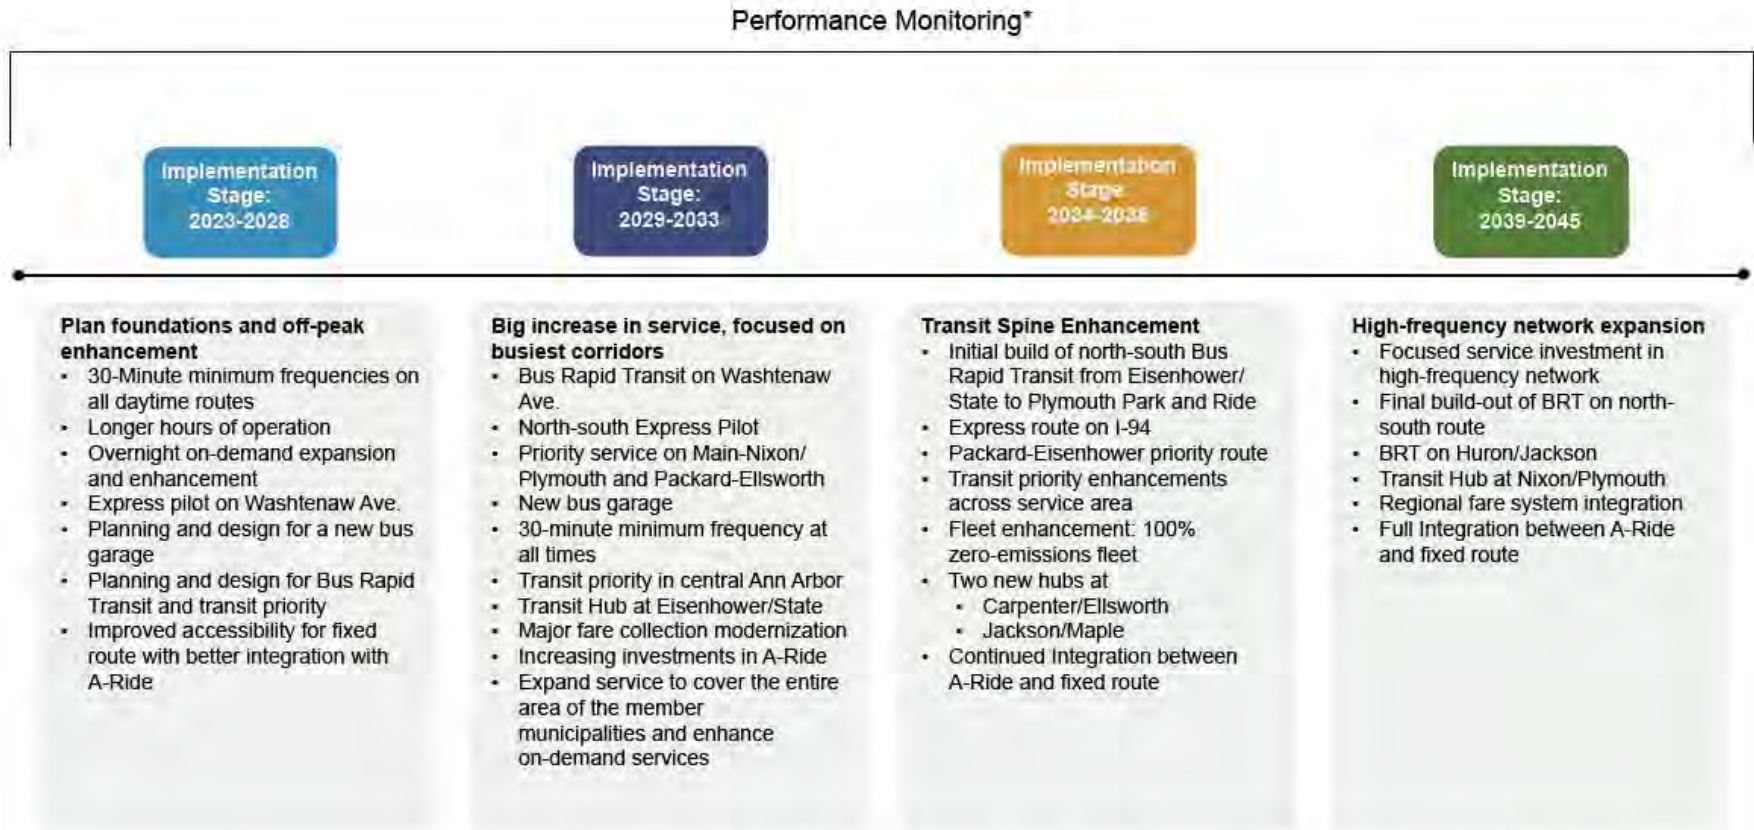 Performance Monitoring*
Implementation
Stage:
2023-2028
Implementation
Stage:
2029-2033
Implementation
Stage:
2034-2038
Implementation
Stage:
2039-2045
Plan foundations and off-peak
enhancement
• 30-Minute minimum frequencies on
all daytime routes
• Longer hours of operation
• Overnight on-demand expansion
and enhancement
• Express pilot on Washtenaw Ave.
• Planning and design for a new bus
garage
• Planning and design for Bus Rapid
Transit and transit priority
• Improved accessibility for fixed
route with better integration with
A-Ride
Big increase in service, focused on
busiest corridors
• Bus Rapid Transit on Washtenaw
Ave.
• North-south Express Pilot
• Priority service on Main-Nixon/
Plymouth and Packard-Ellsworth
• New bus garage
• 30-minute minimum frequency at
all times
• Transit priority in central Ann Arbor
• Transit Hub at Eisenhower/State
• Major fare collection modernization
• Increasing investments in A-Ride
• Expand service to cover the entire
area of the member
municipalities and enhance
on-demand services
Transit Spine Enhancement
• Initial build of north-south Bus
Rapid Transit from Eisenhower/
State to Plymouth Park and Ride
• Express route on I-94
• Packard-Eisenhower priority route
• Transit priority enhancements
across service area
• Fleet enhancement: 100%
zero-emissions fleet
• Two new hubs at
• Carpenter/Ellsworth
• Jackson/Maple
• Continued Integration between
A-Ride and fixed route
High-frequency network expansion
• Focused service investment in
high-frequency network
• Final build-out of BRT on north-
south route
• BRT on Huron/Jackson
• Transit Hub at Nixon/Plymouth
• Regional fare system integration
• Full Integration between A-Ride
and fixed route